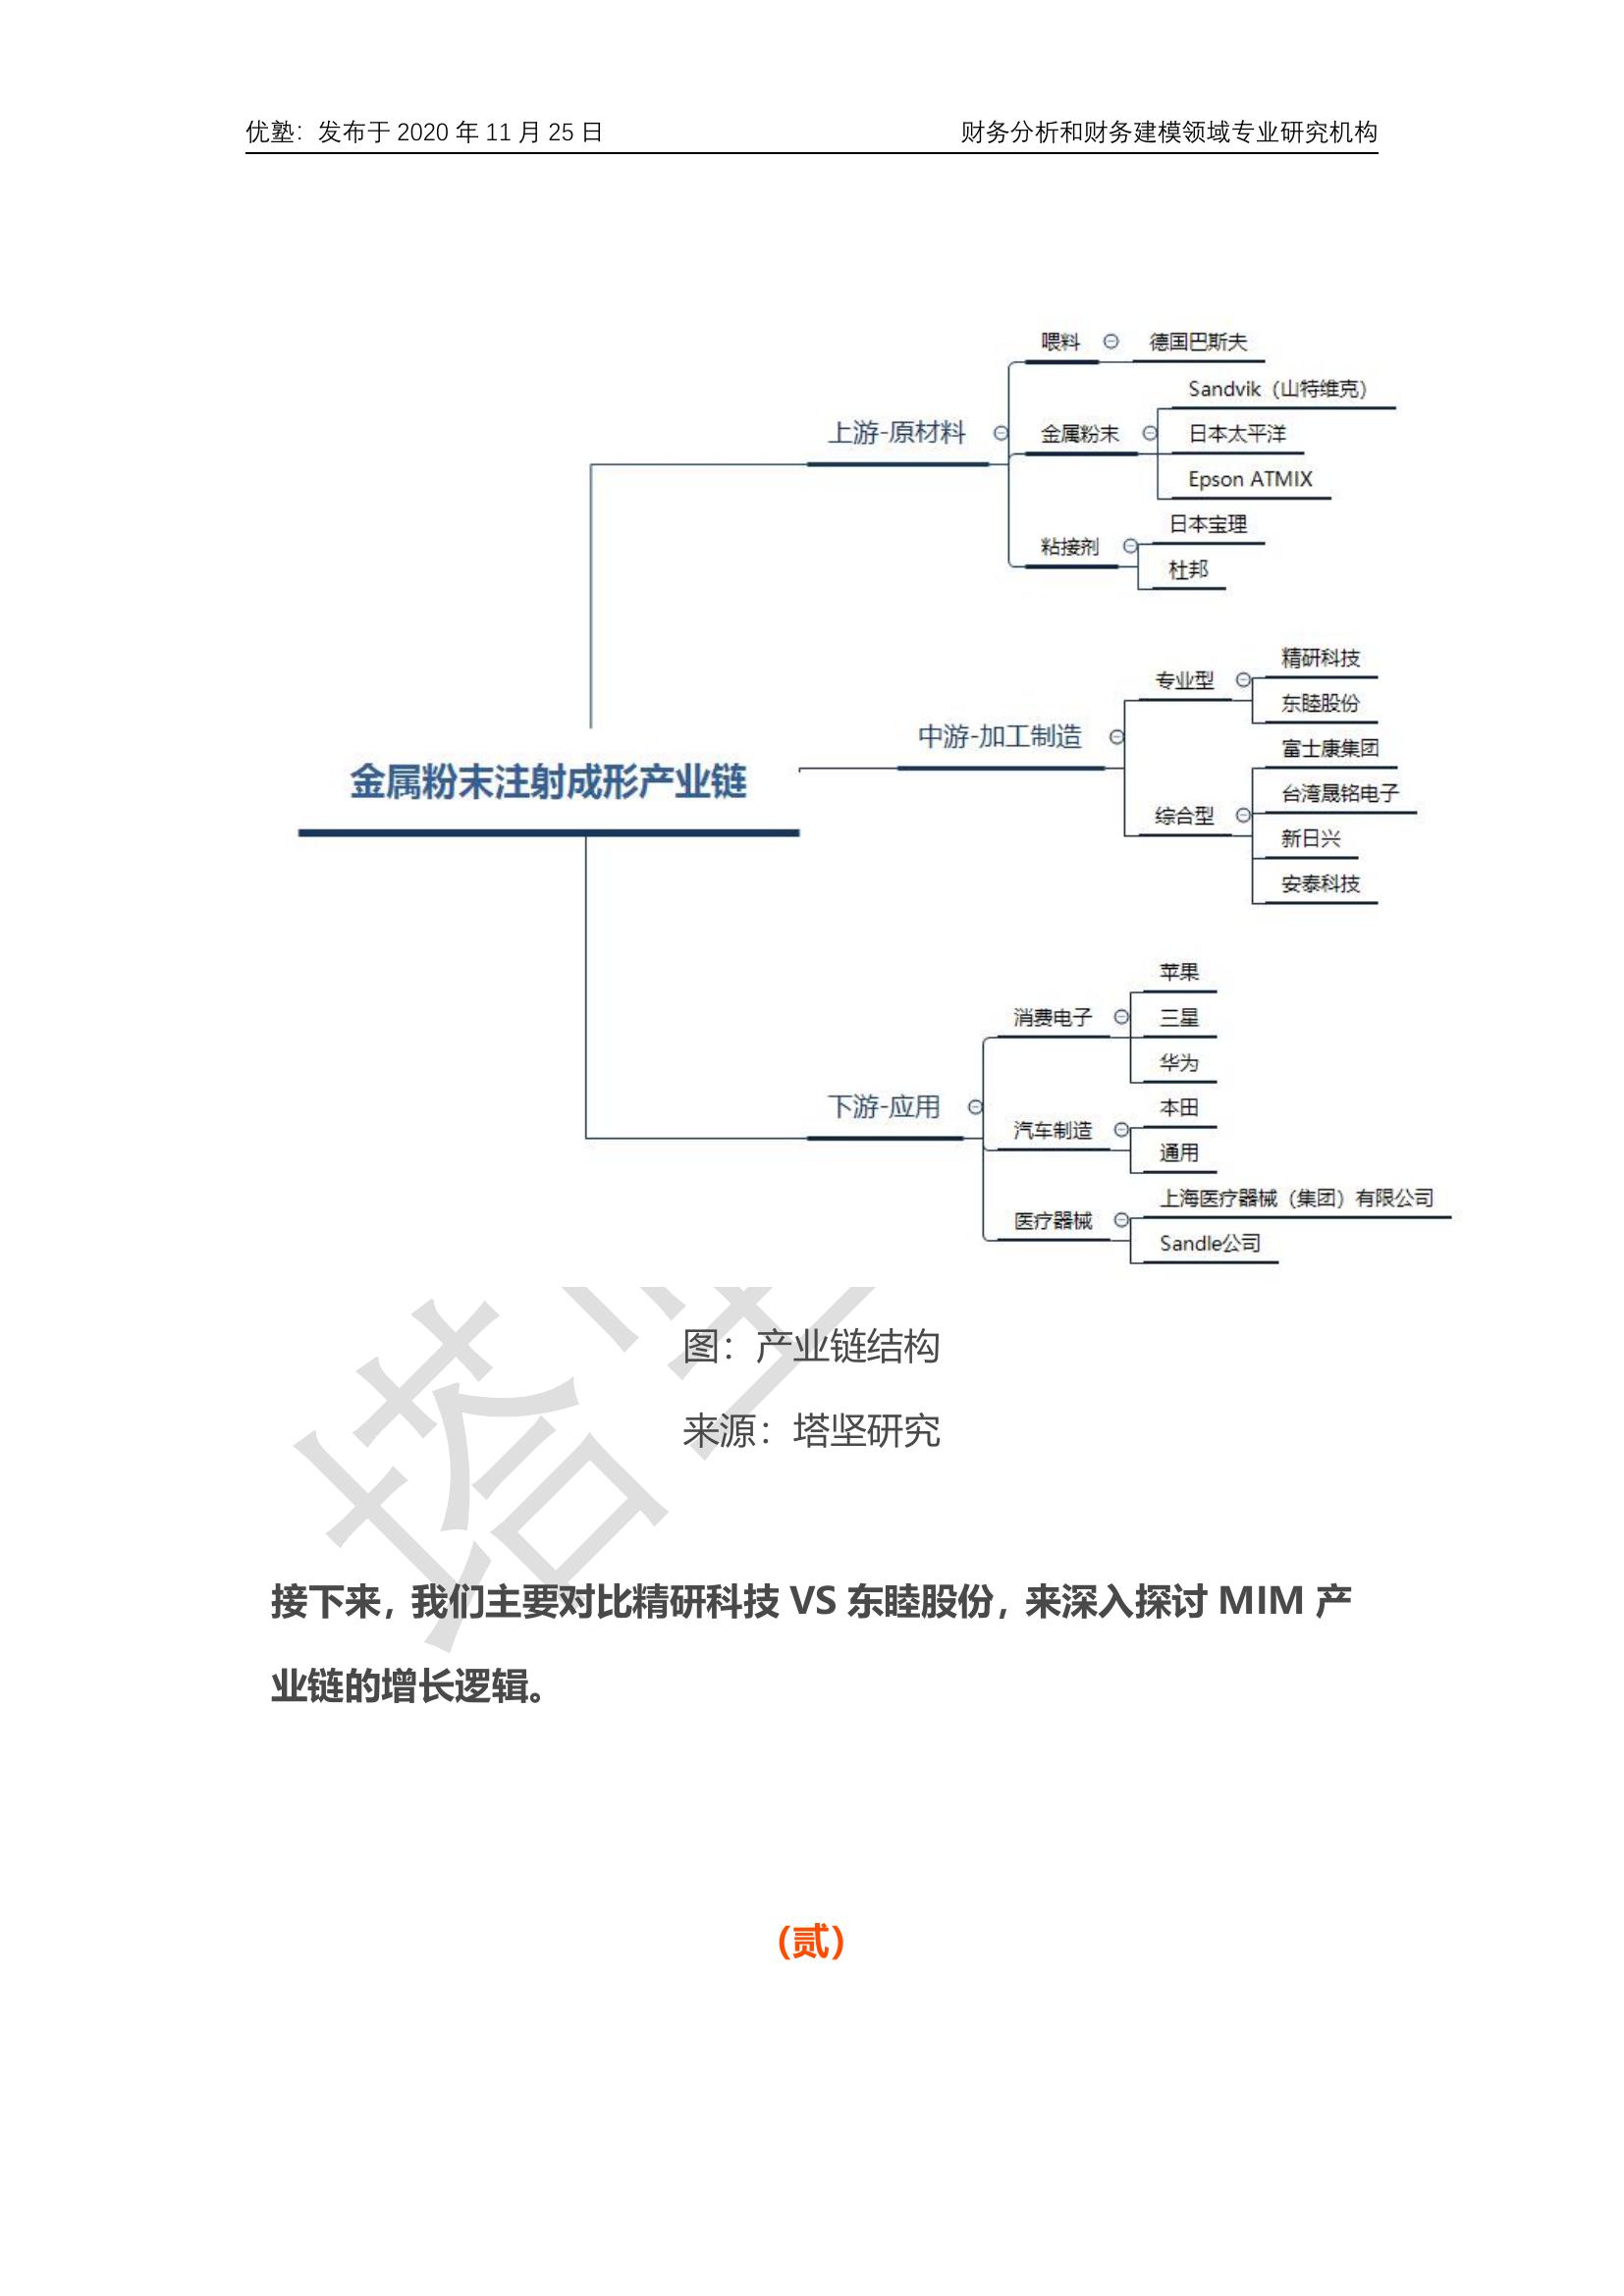 优塾：发布于 2020 年 11 月 25 日
财务分析和财务建模领域专业研究机构
喂料
德国巴斯夫
Sandvik（山特维克）
上游-原材料
金属粉末
日本太平洋
Epson ATMIX
日本宝理
粘接剂
杜邦
精研科技
专业型
东睦股份
中游-加工制造
富士康集团
金属粉末注射成形产业链
台湾晟铭电子
综合型
新日兴
安泰科技
苹果
消费电子
三星
华为
下游-应用
本田
汽车制造
通用
上海医疗器械（集团）有限公司
医疗器械
Sandle公司
图：产业链结构
来源：塔坚研究
接下来，我们主要对比精研科技 VS 东睦股份，来深入探讨 MIM 产
业链的增长逻辑。
（贰）
塔坚